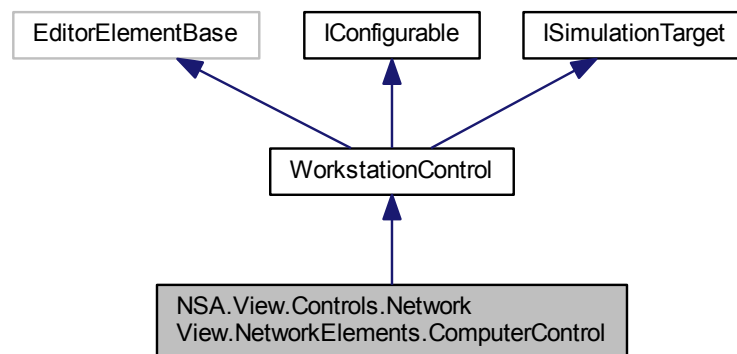 EditorElementBase
IConfigurable
ISimulationTarget
WorkstationControl
NSA.View.Controls.Network
View.NetworkElements.ComputerControl